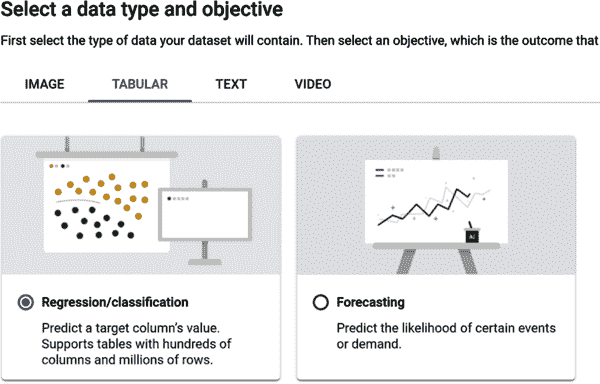 Select a data type and objective
First select the type of data your dataset will contain. Then select an objective, which is the outcome that
IMAGE TABULAR TEXT VIDEO
Regression/classification
Predict a target column's value.
Supports tables with hundreds of
columns and millions of rows.
Forecasting
Predict the likelihood of certain events
or demand.